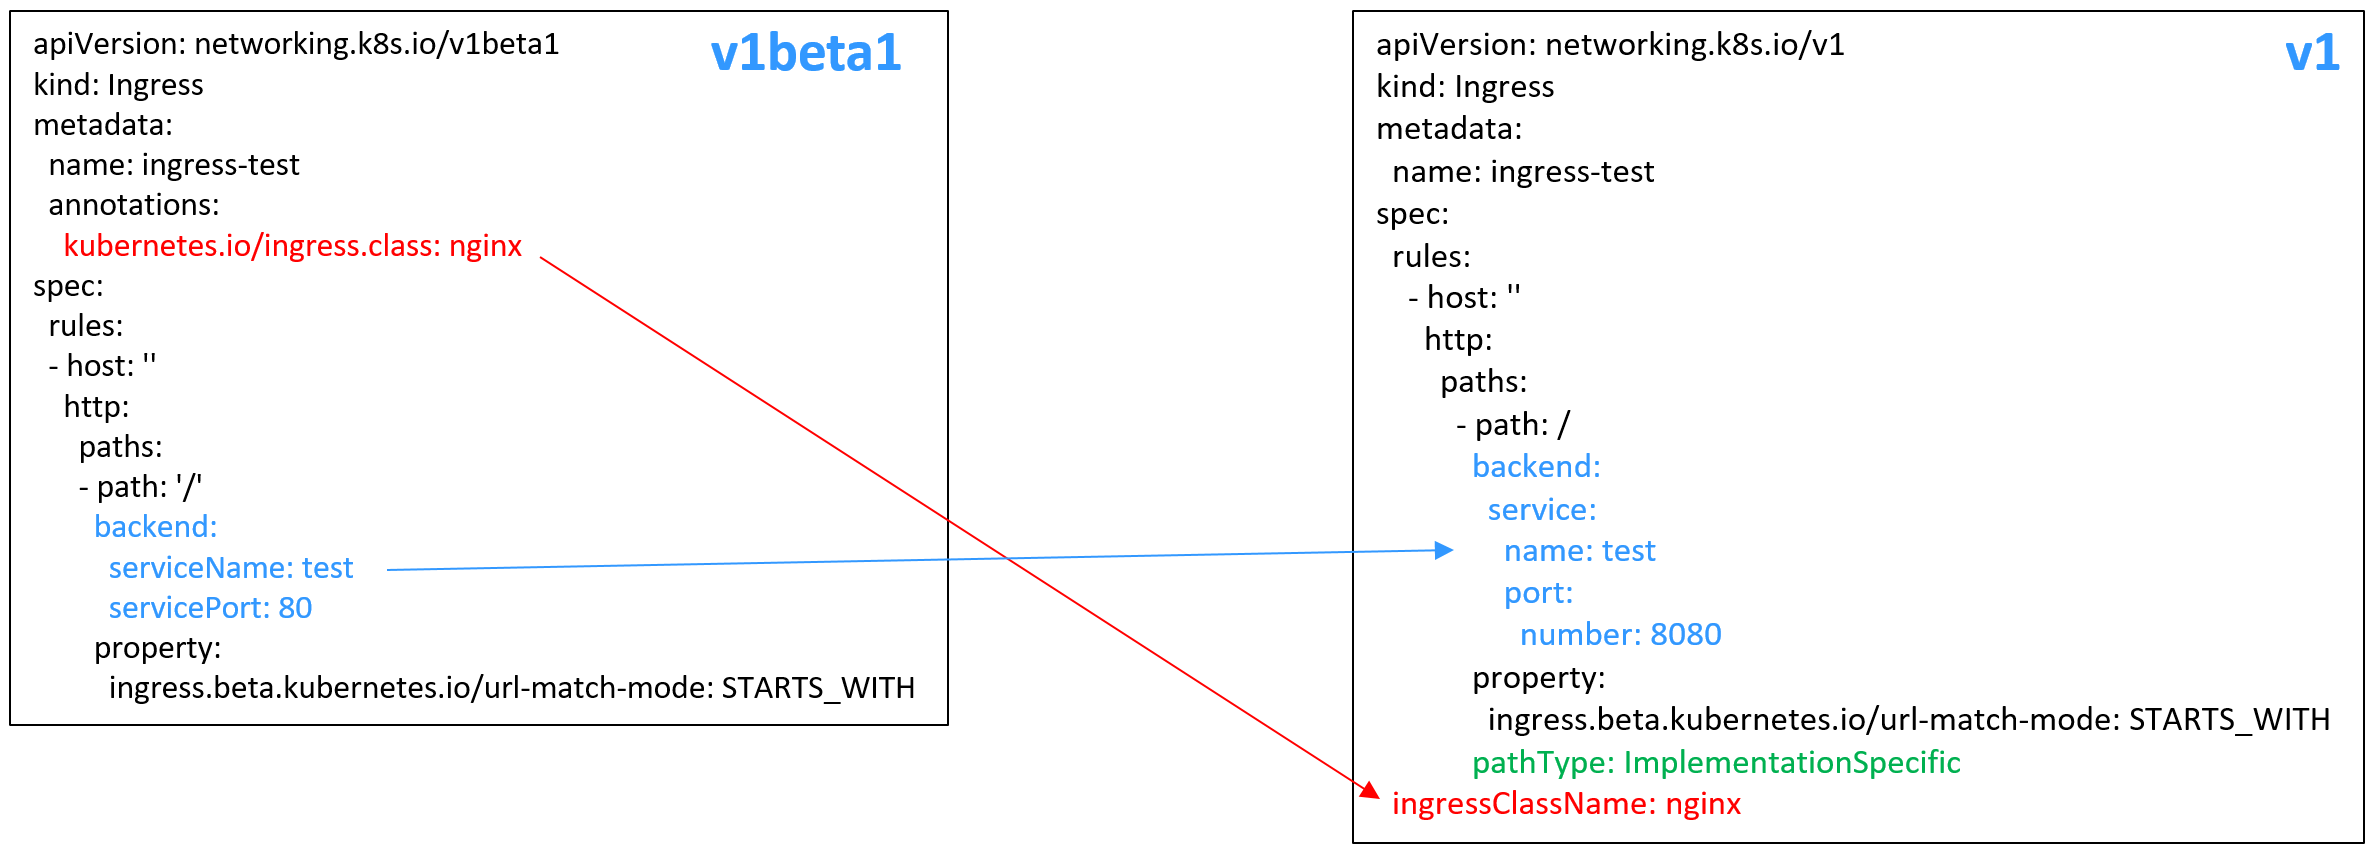 apiVersion: networking.k8s.io/v1beta1
v1beta1
kind: Ingress
metadata:
  name: ingress-test
  annotations:
    kubernetes.io/ingress.class: nginx
spec:
  rules:
  - host: ''
    http:
      paths:
      - path: '/'
        backend:
          serviceName: test
          servicePort: 80
        property:
          ingress.beta.kubernetes.io/url-match-mode: STARTS_WITH
apiVersion: networking.k8s.io/v1
v1
kind: Ingress
metadata:
  name: ingress-test
spec:
  rules:
    - host: ''
      http:
        paths:
          - path: /
            backend:
              service:
                name: test
                port:
                  number: 8080
            property:
              ingress.beta.kubernetes.io/url-match-mode: STARTS_WITH
            pathType: ImplementationSpecific
  ingressClassName: nginx